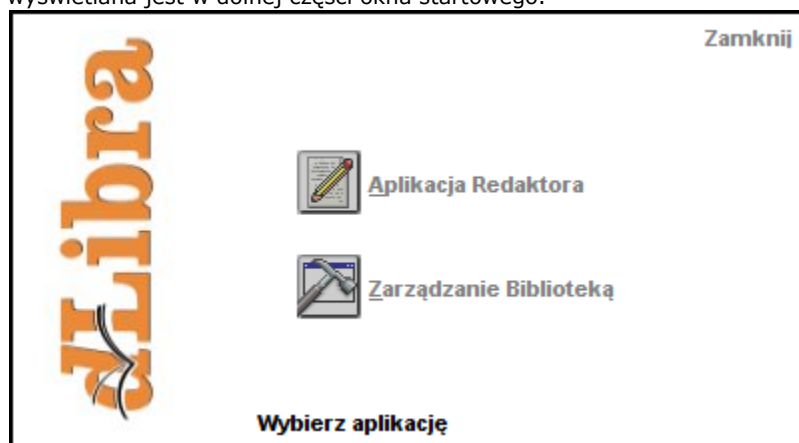 wyświetlana jest w dolnej części okna startowego.
Zamknij
dLibra
Aplikacja Redaktora
Zarządzanie Biblioteką
Wybierz aplikację